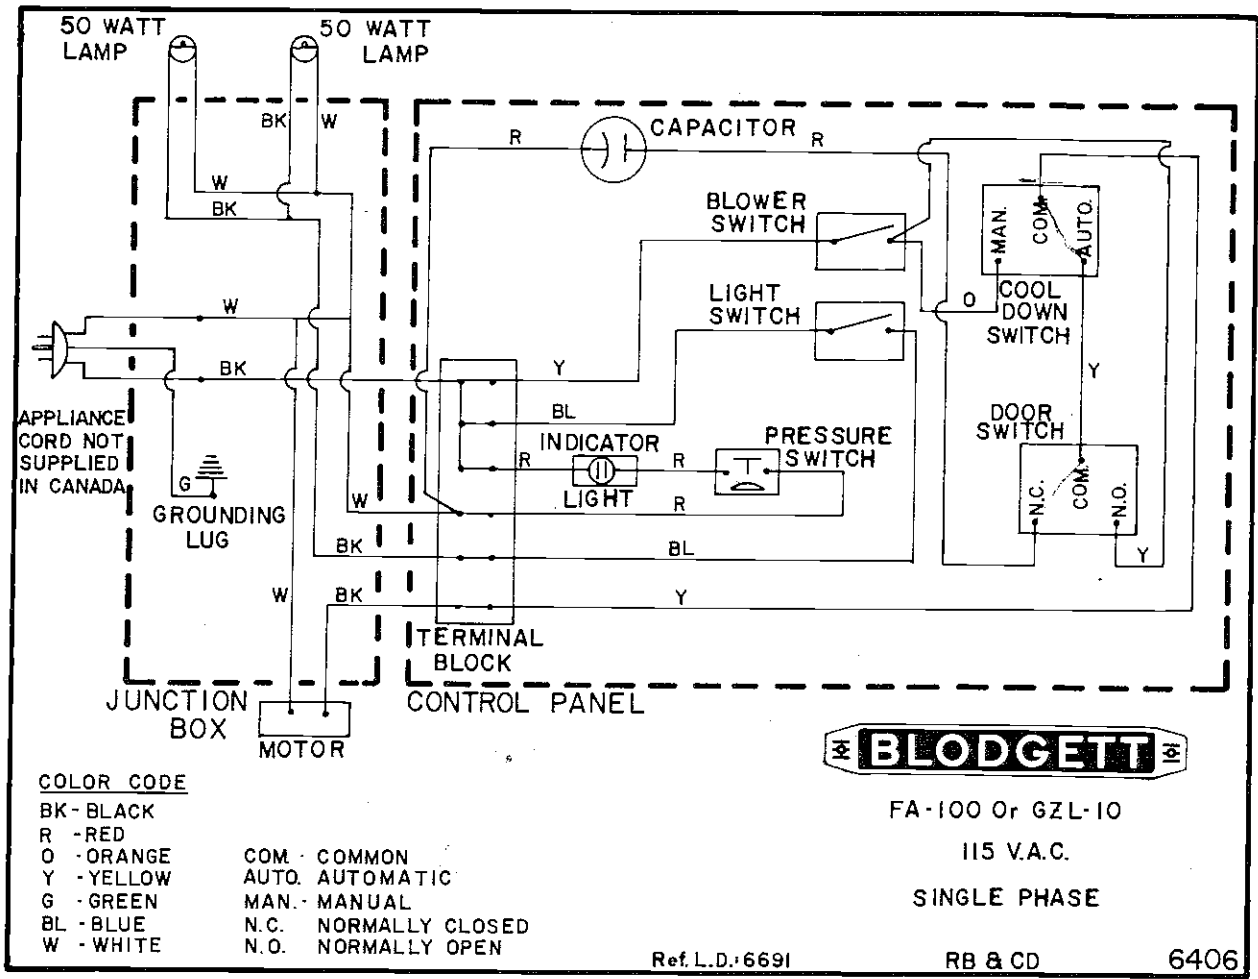 50 WATT
LAMP
50 WATT
LAMP
BK
W
W
BK
R
CAPACITOR
R
BLOWER
SWITCH
MAN.
COM.
AUTO.
COOL
DOWN
SWITCH
O
LIGHT
SWITCH
W
BK
Y
Y
BL
DOOR
SWITCH
APPLIANCE
CORD NOT
SUPPLIED
IN CANADA
G
GROUNDING
LUG
INDICATOR
LIGHT
R
R
PRESSURE
SWITCH
N.C.
COM.
N.O.
W
R
BK
BL
Y
W
BK
Y
TERMINAL
BLOCK
JUNCTION
BOX
CONTROL PANEL
MOTOR
BLODGETT
COLOR CODE
BK - BLACK
R - RED
O - ORANGE
Y - YELLOW
G - GREEN
BL - BLUE
W - WHITE
COM. - COMMON
AUTO. AUTOMATIC
MAN. - MANUAL
N.C. NORMALLY CLOSED
N.O. NORMALLY OPEN
FA-100 Or GZL-10
115 V.A.C.
SINGLE PHASE
Ref. L.D.:6691
RB & CD
6406